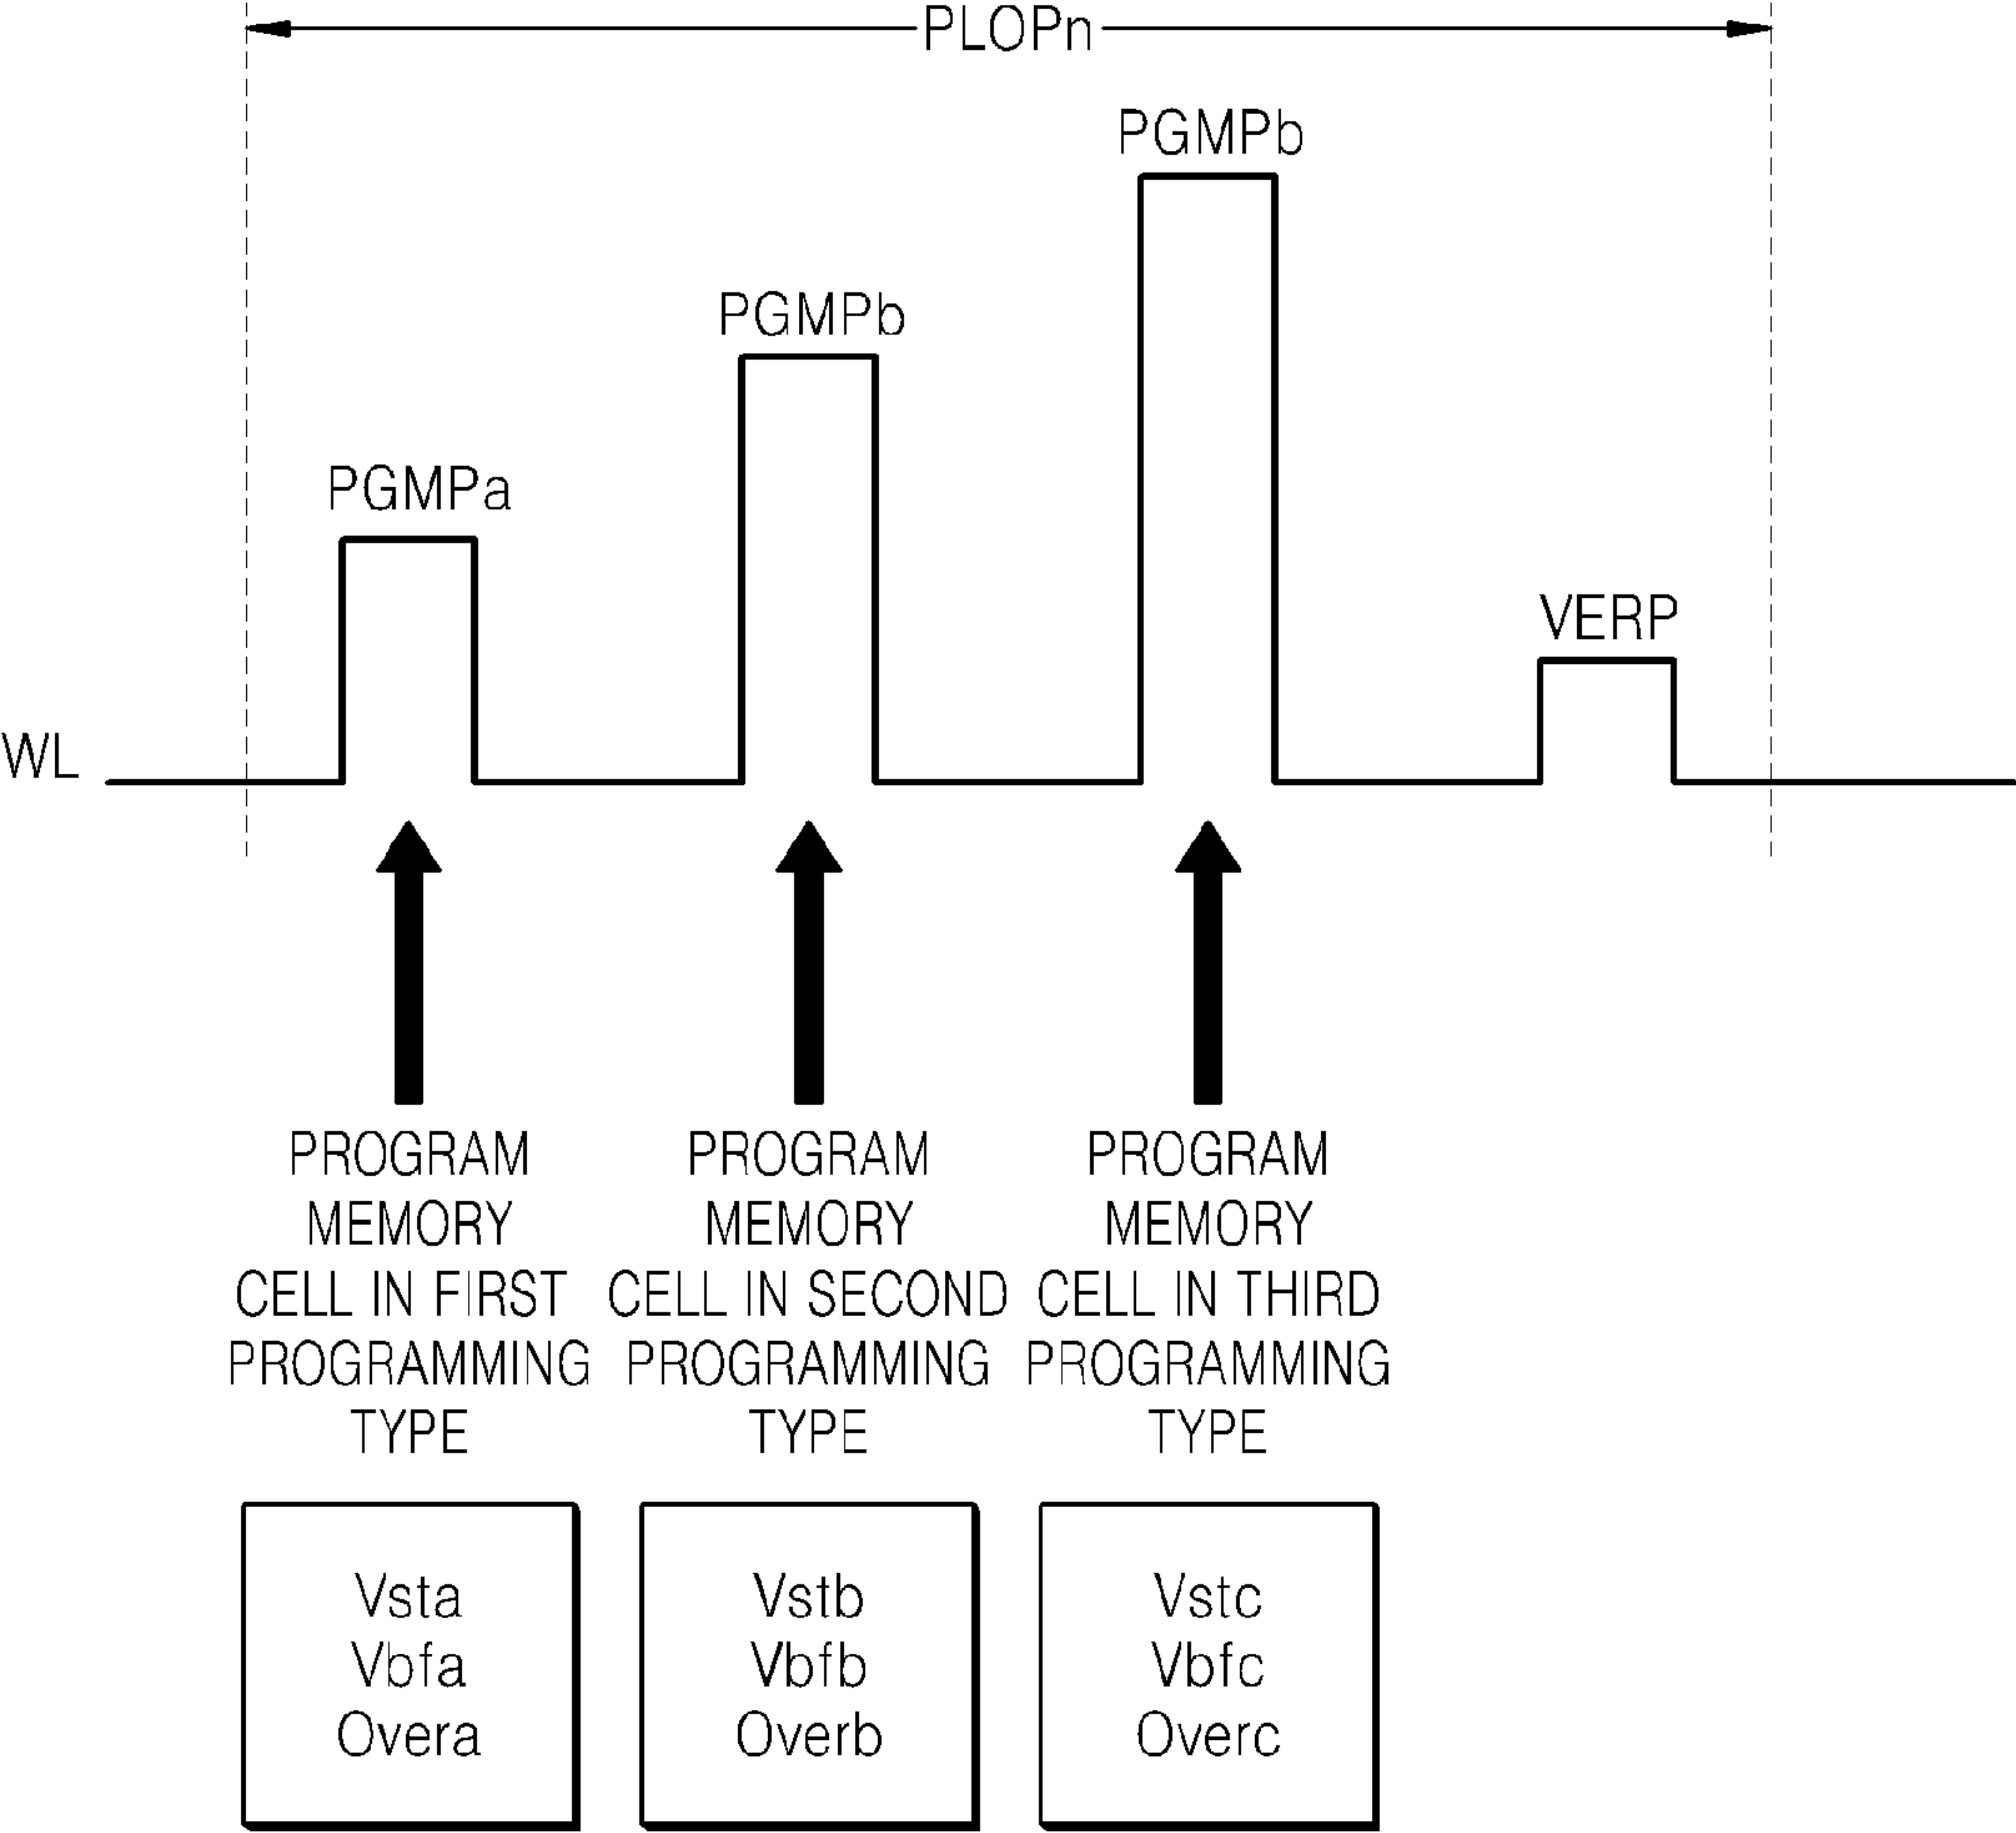 PLOPn
PGMPb
PGMPb
PGMPa
VERP
WL
PROGRAM
MEMORY
CELL IN FIRST
PROGRAMMING
TYPE
PROGRAM
MEMORY
CELL IN SECOND
PROGRAMMING
TYPE
PROGRAM
MEMORY
CELL IN THIRD
PROGRAMMING
TYPE
Vsta
Vbfa
Overa
Vstb
Vbfb
Overb
Vstc
Vbfc
Overc